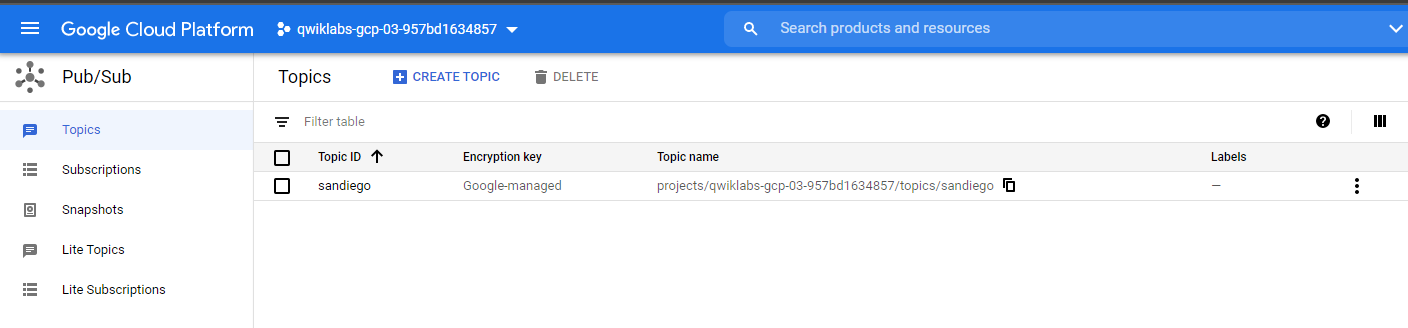 Google Cloud Platform qwiklabs-gcp-03-957bd1634857 Search products and resources
Pub/Sub Topics CREATE TOPIC DELETE
Topics
Subscriptions
Snapshots
Lite Topics
Lite Subscriptions
Filter table
Topic ID Encryption key Topic name Labels
sandiego Google-managed projects/qwiklabs-gcp-03-957bd1634857/topics/sandiego —